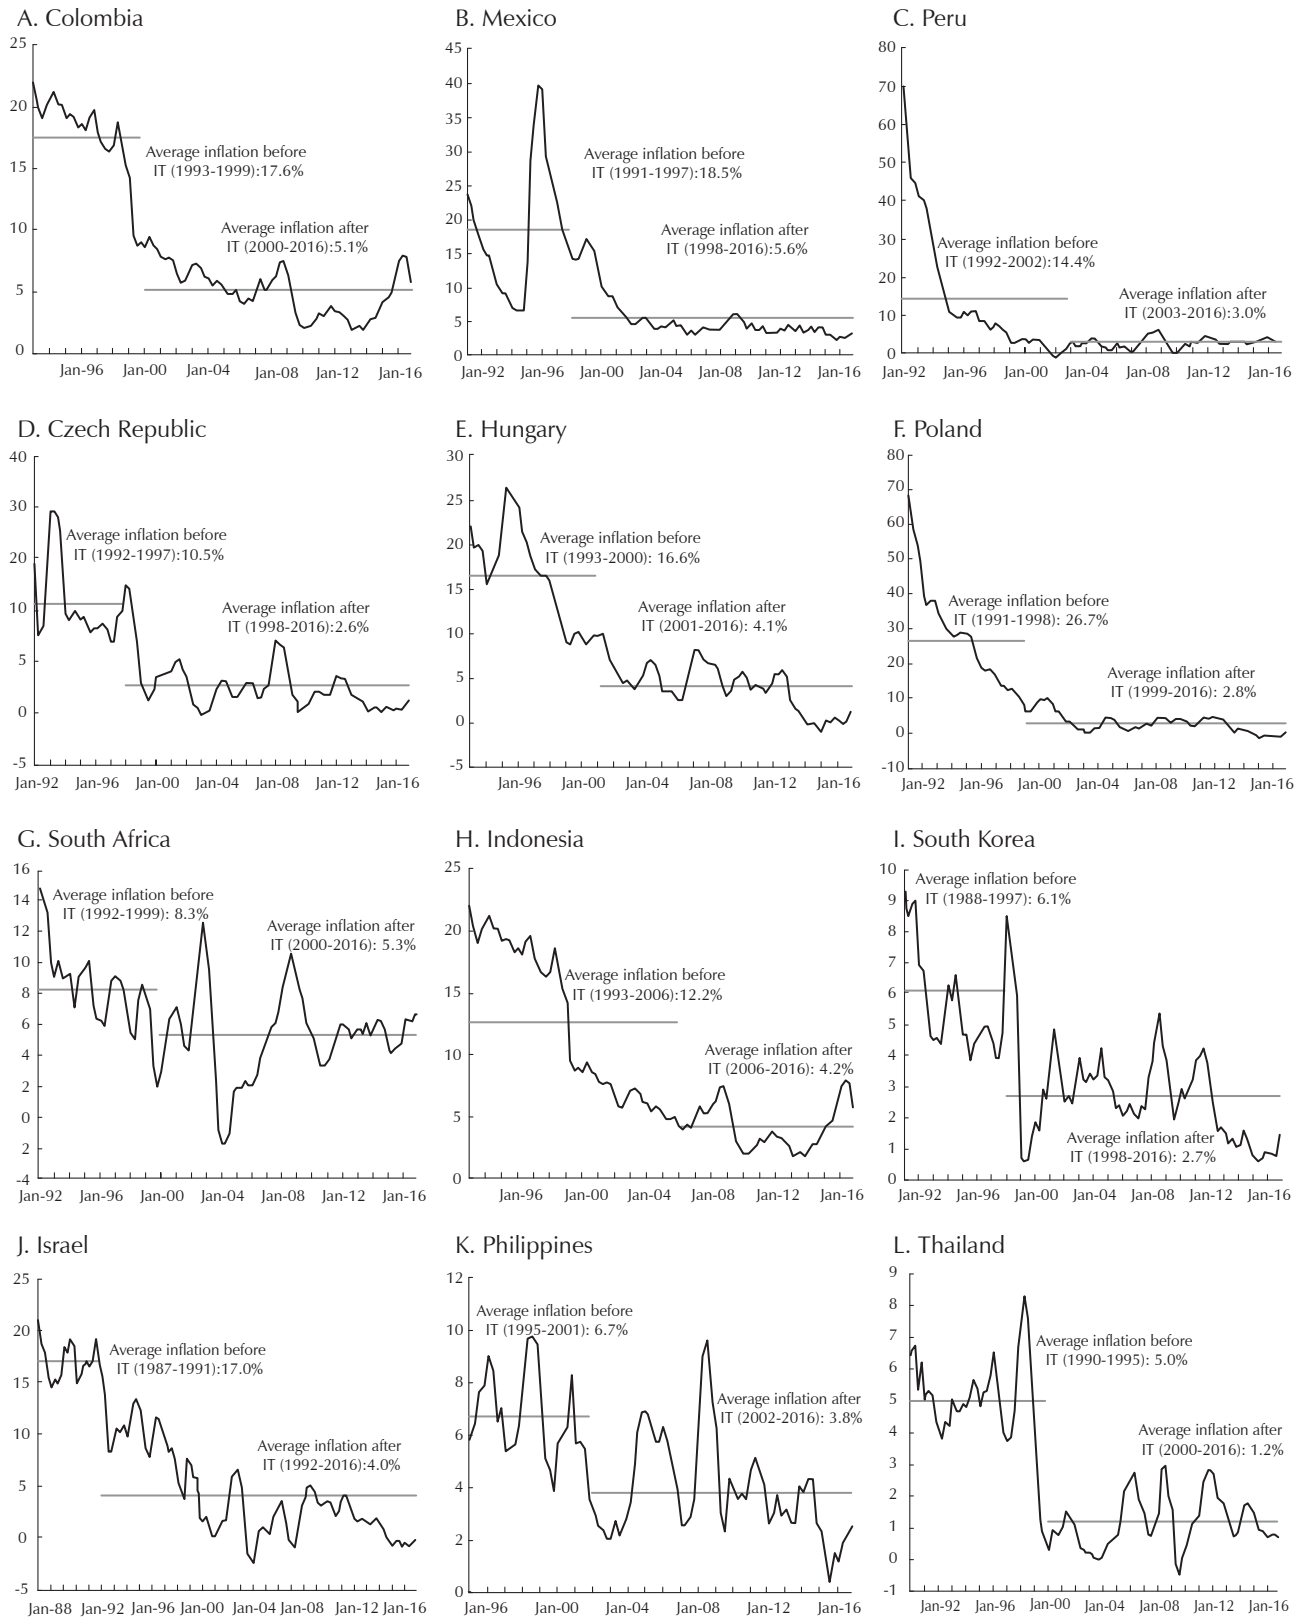 A. Colombia
25
20
15
10
5
0
Average inflation before
IT (1993-1999):17.6%
Average inflation after
IT (2000-2016):5.1%
Jan-96 Jan-00 Jan-04 Jan-08 Jan-12 Jan-16
B. Mexico
45
40
35
30
25
20
15
10
5
0
Average inflation before
IT (1991-1997):18.5%
Average inflation after
IT (1998-2016):5.6%
Jan-92 Jan-96 Jan-00 Jan-04 Jan-08 Jan-12 Jan-16
C. Peru
80
70
60
50
40
30
20
10
0
Average inflation before
IT (1992-2002):14.4%
Average inflation after
IT (2003-2016):3.0%
Jan-92 Jan-96 Jan-00 Jan-04 Jan-08 Jan-12 Jan-16
D. Czech Republic
40
30
20
10
5
0
-5
Average inflation before
IT (1992-1997):10.5%
Average inflation after
IT (1998-2016):2.6%
Jan-92 Jan-96 Jan-00 Jan-04 Jan-08 Jan-12 Jan-16
E. Hungary
30
25
20
15
10
5
0
-5
Average inflation before
IT (1993-2000): 16.6%
Average inflation after
IT (2001-2016): 4.1%
Jan-96 Jan-00 Jan-04 Jan-08 Jan-12 Jan-16
F. Poland
80
70
60
50
40
30
20
10
0
-10
Average inflation before
IT (1991-1998): 26.7%
Average inflation after
IT (1999-2016): 2.8%
Jan-92 Jan-96 Jan-00 Jan-04 Jan-08 Jan-12 Jan-16
G. South Africa
16
14
12
10
8
6
4
2
0
2
-4
Average inflation before
IT (1992-1999): 8.3%
Average inflation after
IT (2000-2016): 5.3%
Jan-92 Jan-96 Jan-00 Jan-04 Jan-08 Jan-12 Jan-16
H. Indonesia
25
20
15
10
5
0
Average inflation before
IT (1993-2006):12.2%
Average inflation after
IT (2006-2016): 4.2%
Jan-96 Jan-00 Jan-04 Jan-08 Jan-12 Jan-16
I. South Korea
10
9
8
7
6
5
4
3
2
1
0
Average inflation before
IT (1988-1997): 6.1%
Average inflation after
IT (1998-2016): 2.7%
Jan-92 Jan-96 Jan-00 Jan-04 Jan-08 Jan-12 Jan-16
J. Israel
25
20
15
10
5
0
-5
Average inflation before
IT (1987-1991):17.0%
Average inflation after
IT (1992-2016):4.0%
Jan-88 Jan-92 Jan-96 Jan-00 Jan-04 Jan-08 Jan-12 Jan-16
K. Philippines
12
10
8
6
4
2
0
Average inflation before
IT (1995-2001): 6.7%
Average inflation after
IT (2002-2016): 3.8%
Jan-96 Jan-00 Jan-04 Jan-08 Jan-12 Jan-16
L. Thailand
9
8
7
6
5
4
3
2
1
0
-1
Average inflation before
IT (1990-1995): 5.0%
Average inflation after
IT (2000-2016): 1.2%
Jan-92 Jan-96 Jan-00 Jan-04 Jan-08 Jan-12 Jan-16